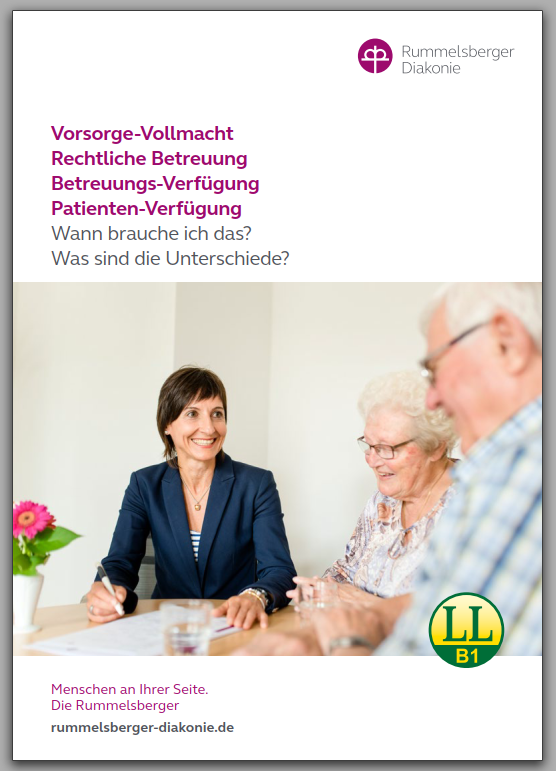 Rummelsberger
Diakonie
Vorsorge-Vollmacht
Rechtliche Betreuung
Betreuungs-Verfügung
Patienten-Verfügung
Wann brauche ich das?
Was sind die Unterschiede?
LL
B1
Menschen an Ihrer Seite.
Die Rummelsberger
rummelsberger-diakonie.de